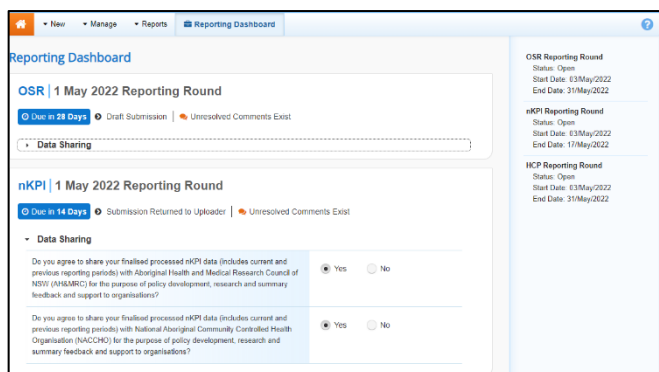 New Manage Reports Reporting Dashboard ?
Reporting Dashboard
OSR | 1 May 2022 Reporting Round
Due in 28 Days Draft Submission | Unresolved Comments Exist
Data Sharing
nKPI | 1 May 2022 Reporting Round
Due in 14 Days Submission Returned to Uploader | Unresolved Comments Exist
Data Sharing
Do you agree to share your finalised processed nKPI data (includes current and
previous reporting periods) with Aboriginal Health and Medical Research Council of
NSW (AH&MRC) for the purpose of policy development, research and summary
feedback and support to organisations?
Yes No
Do you agree to share your finalised processed nKPI data (includes current and
previous reporting periods) with National Aboriginal Community Controlled Health
Organisation (NACCHO) for the purpose of policy development, research and
summary feedback and support to organisations?
Yes No
OSR Reporting Round
Status: Open
Start Date: 03/May/2022
End Date: 31/May/2022
nKPI Reporting Round
Status: Open
Start Date: 03/May/2022
End Date: 17/May/2022
HCP Reporting Round
Status: Open
Start Date: 03/May/2022
End Date: 31/May/2022